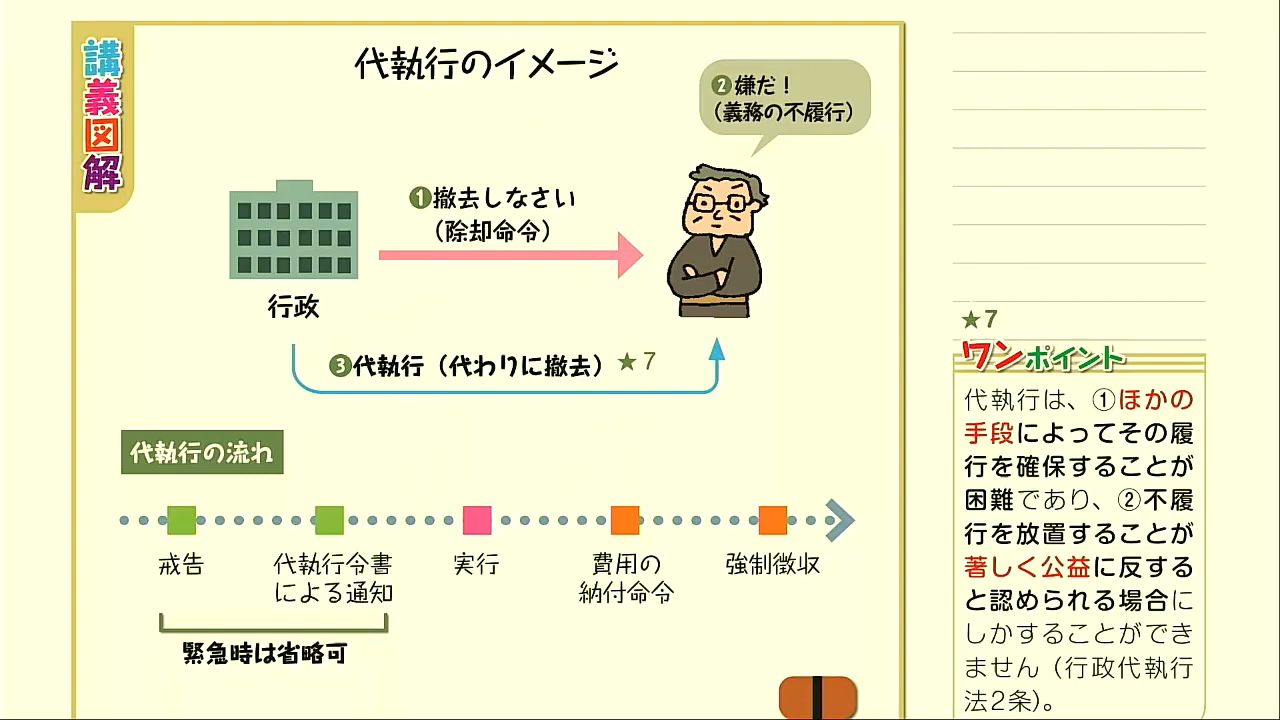 講義図解
代執行のイメージ
❷嫌だ！
（義務の不履行）
❶撤去しなさい
（除却命令）
行政
❸代執行（代わりに撤去）★7
代執行の流れ
戒告
代執行令書
による通知
実行
費用の
納付命令
強制徴収
緊急時は省略可
★7
ワンポイント
代執行は、①ほかの
手段によってその履
行を確保することが
困難であり、②不履
行を放置することが
著しく公益に反する
と認められる場合に
しかすることができ
ません（行政代執行
法2条）。